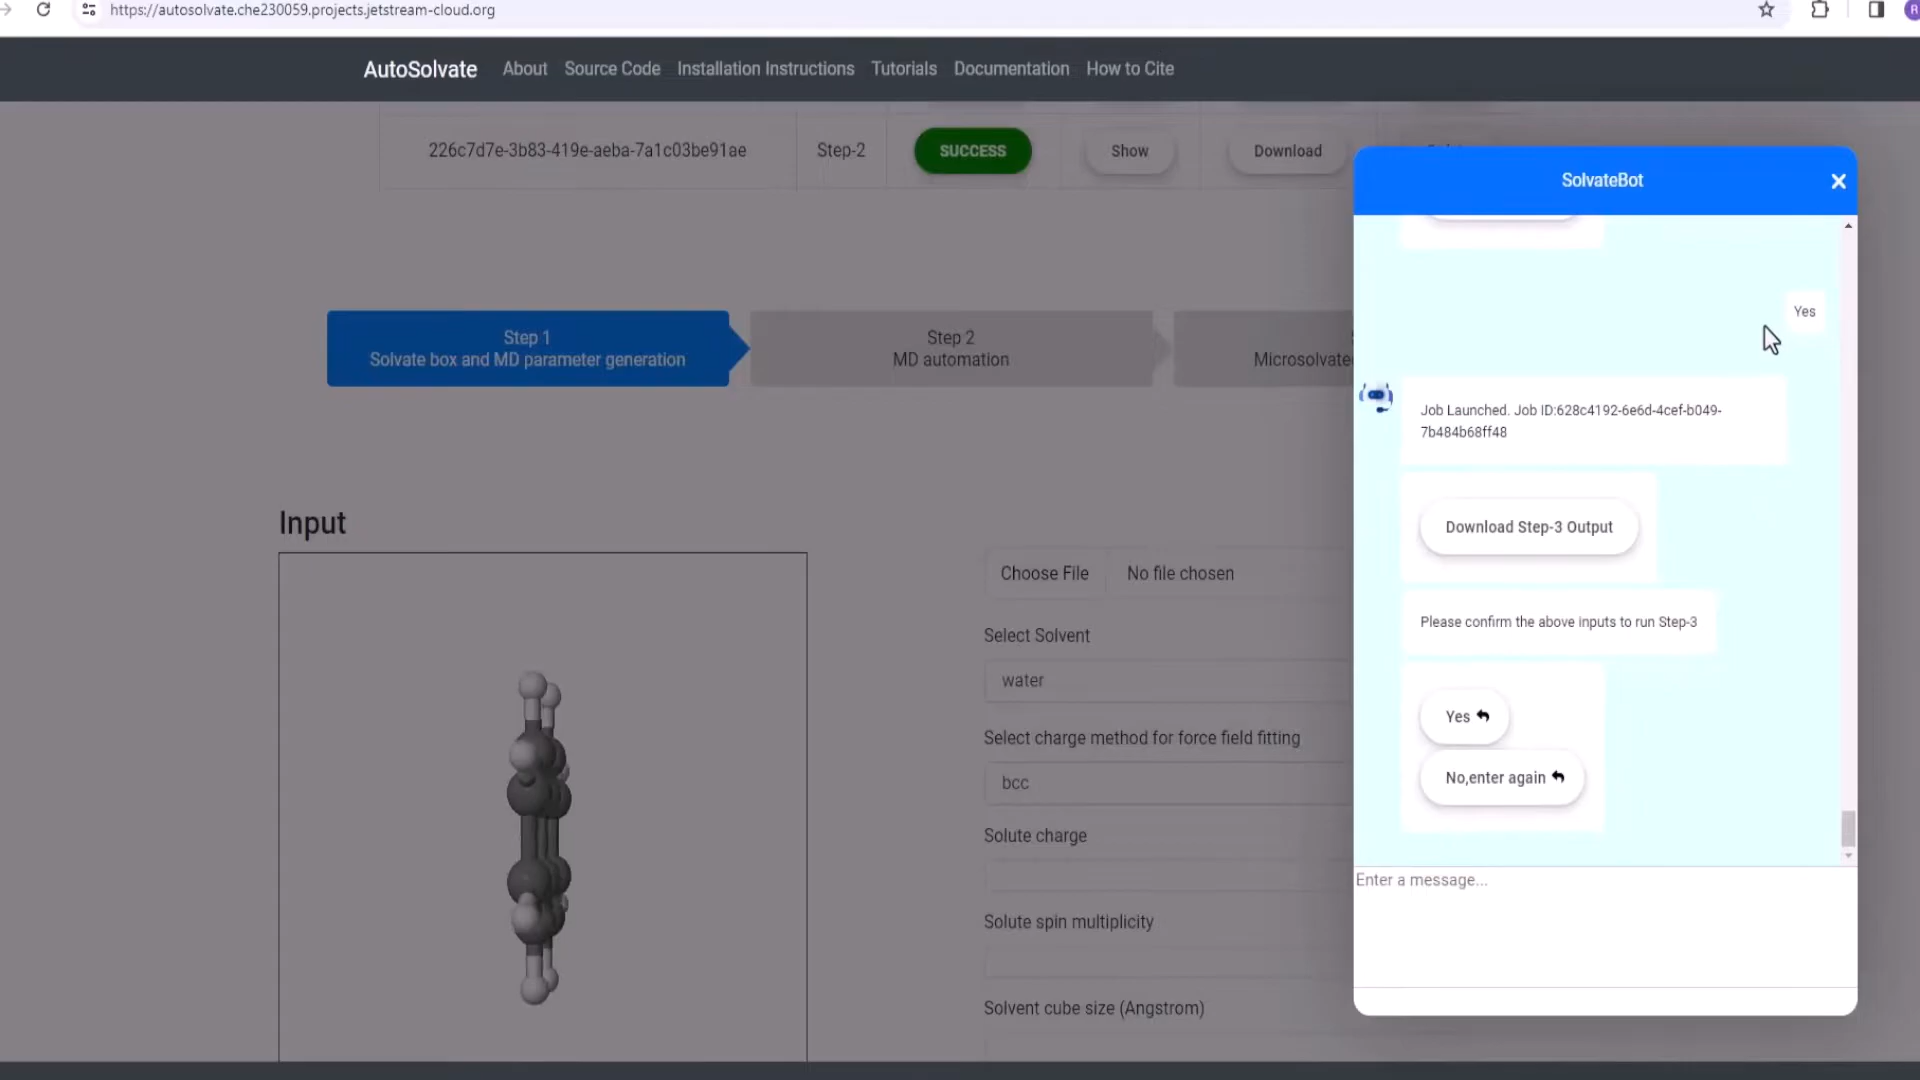 https://autosolvate.che230059.projects.jetstream-cloud.org
AutoSolvate About Source Code Installation Instructions Tutorials Documentation How to Cite
226c7d7e-3b83-419e-aeba-7a1c03be91ae Step-2 SUCCESS Show Download
Step 1
Solvate box and MD parameter generation
Step 2
MD automation
Microsolvate
Input
Choose File No file chosen
Select Solvent
water
Select charge method for force field fitting
bcc
Solute charge
Solute spin multiplicity
Solvent cube size (Angstrom)
SolvateBot
Yes
Job Launched. Job ID:628c4192-6e6d-4cef-b049-
7b484b68ff48
Download Step-3 Output
Please confirm the above inputs to run Step-3
Yes
No,enter again
Enter a message...